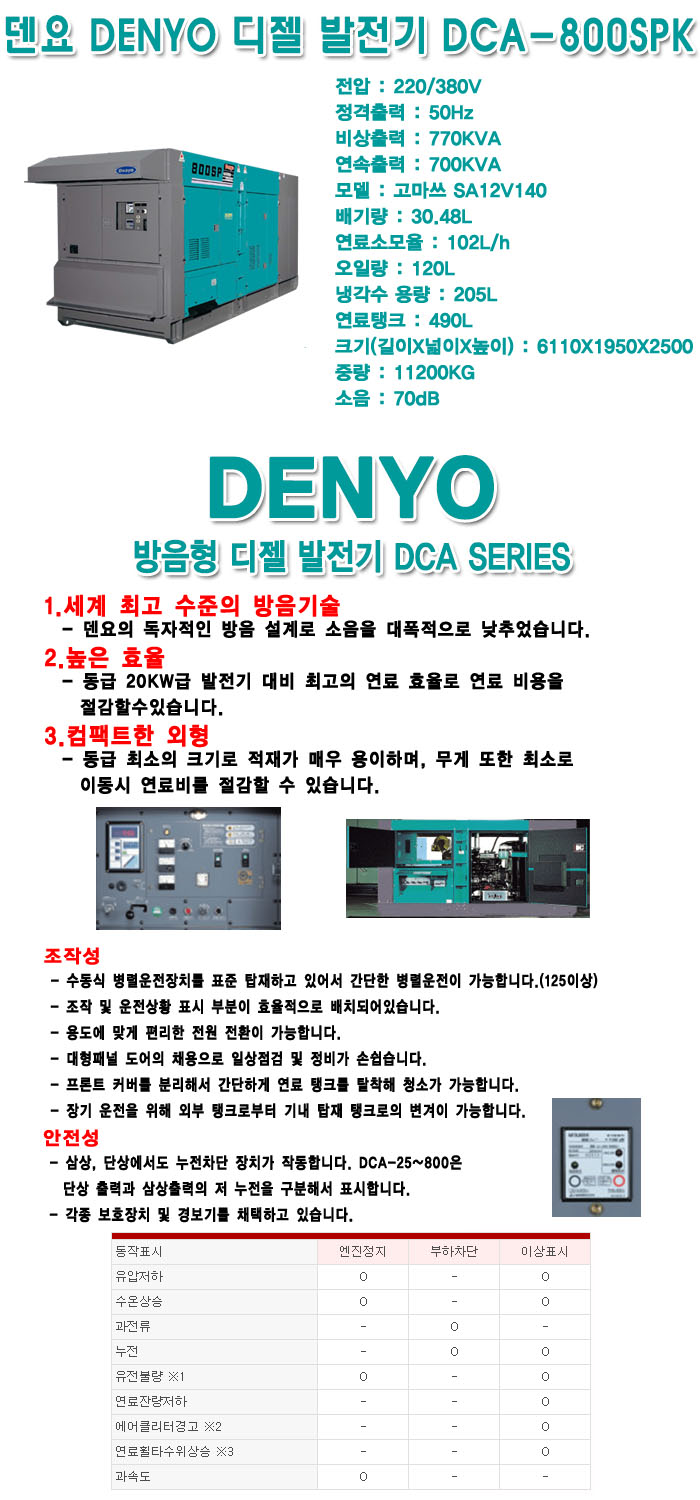 덴요 DENYO 디젤 발전기 DCA-800SPK
전압 : 220/380V
정격출력 : 50Hz
비상출력 : 770KVA
연속출력 : 700KVA
모델 : 고마쓰 SA12V140
배기량 : 30.48L
연료소모율 : 102L/h
오일량 : 120L
냉각수 용량 : 205L
연료탱크 : 490L
크기(길이X넓이X높이) : 6110X1950X2500
중량 : 11200KG
소음 : 70dB
Denyo
800SP
DENYO
방음형 디젤 발전기 DCA SERIES
1.세계 최고 수준의 방음기술
- 덴요의 독자적인 방음 설계로 소음을 대폭적으로 낮추었습니다.
2.높은 효율
- 동급 20KW급 발전기 대비 최고의 연료 효율로 연료 비용을
절감할수있습니다.
3.컴팩트한 외형
- 동급 최소의 크기로 적재가 매우 용이하며, 무게 또한 최소로
이동시 연료비를 절감할 수 있습니다.
조작성
- 수동식 병렬운전장치를 표준 탑재하고 있어서 간단한 병렬운전이 가능합니다.(125이상)
- 조작 및 운전상황 표시 부분이 효율적으로 배치되어있습니다.
- 용도에 맞게 편리한 전원 전환이 가능합니다.
- 대형패널 도어의 채용으로 일상점검 및 정비가 손쉽습니다.
- 프론트 커버를 분리해서 간단하게 연료 탱크를 탈착해 청소가 가능합니다.
- 장기 운전을 위해 외부 탱크로부터 기내 탑재 탱크로의 변겨이 가능합니다.
안전성
- 삼상, 단상에서도 누전차단 장치가 작동합니다. DCA-25~800은
단상 출력과 삼상출력의 저 누전을 구분해서 표시합니다.
- 각종 보호장치 및 경보기를 채택하고 있습니다.
동작표시 엔진정지 부하차단 이상표시
유압저하 O - O
수온상승 O - O
과전류 - O -
누전 - O O
유전불량 ※1 O - O
연료잔량저하 - - O
에어클리터경고 ※2 - - O
연료휠타수위상승 ※3 - - O
과속도 O - -